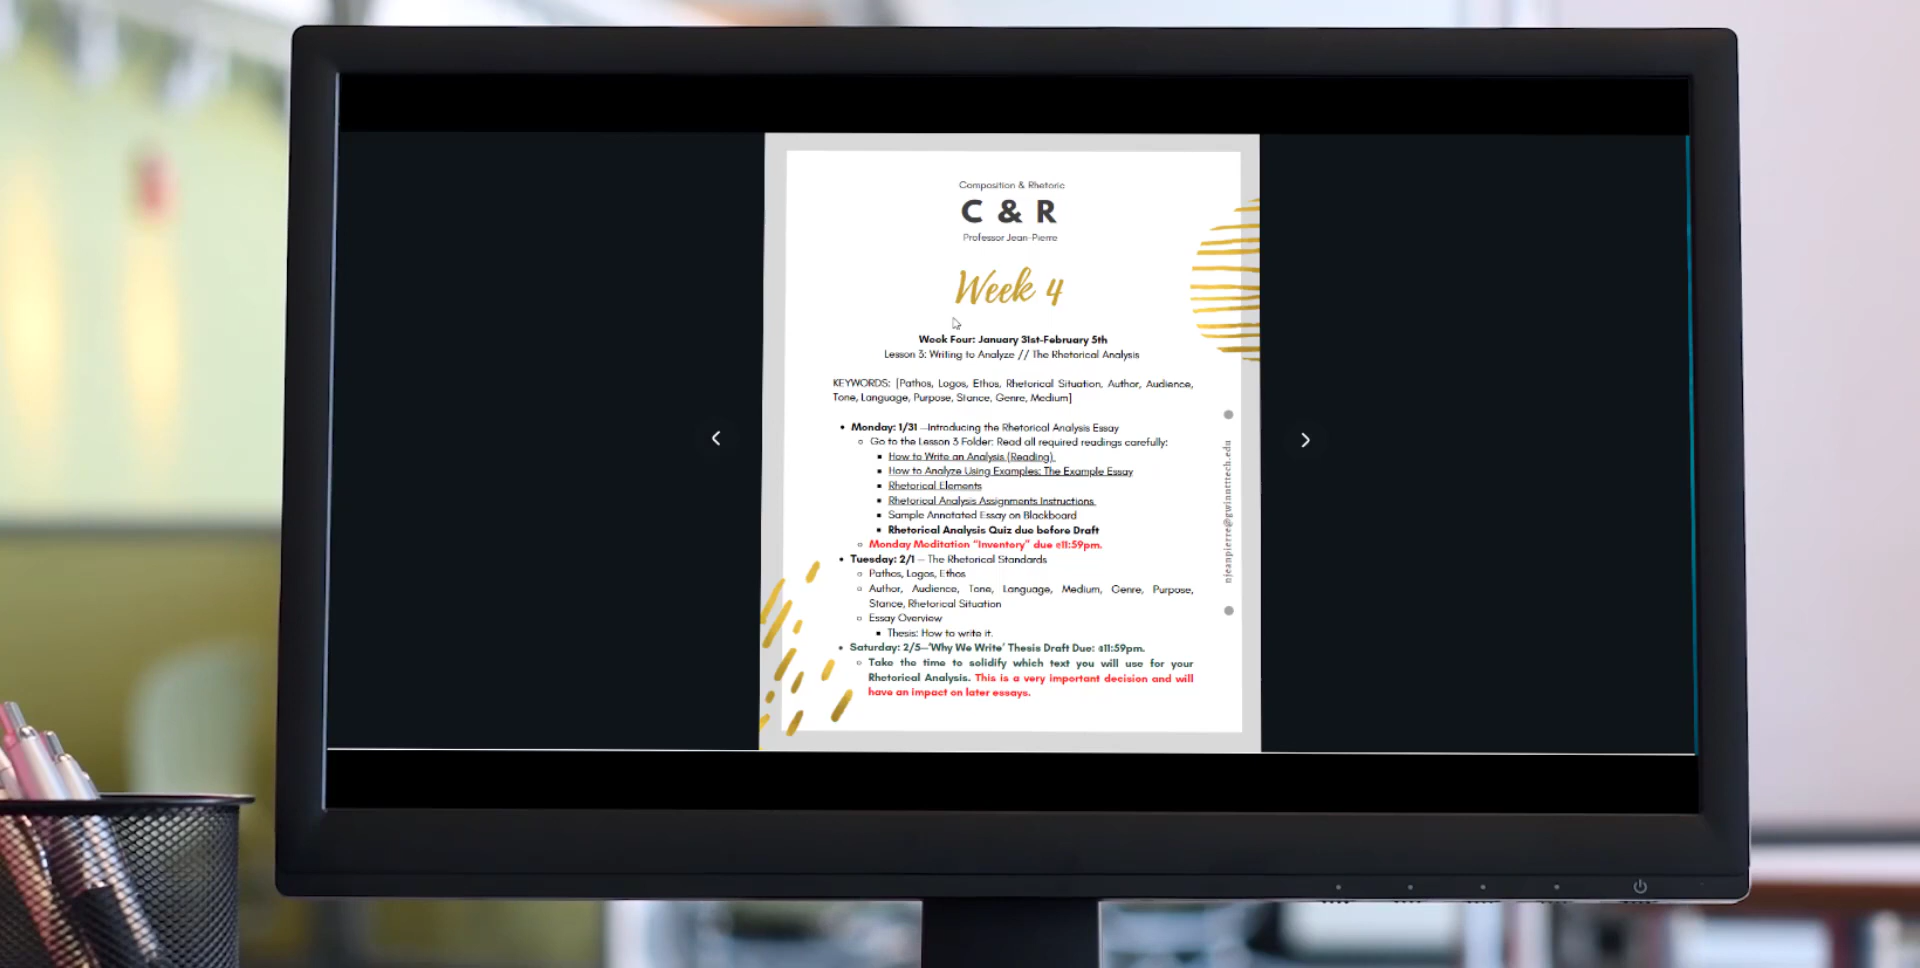 Composition & Rhetoric
C & R
Professor Jean-Pierre
Week 4
Week Four: January 31st-February 5th
Lesson 3: Writing to Analyze // The Rhetorical Analysis
KEYWORDS: [Pathos, Logos, Ethos, Rhetorical Situation, Author, Audience,
Tone, Language, Purpose, Stance, Genre, Medium]
Monday: 1/31 —Introducing the Rhetorical Analysis Essay
Go to the Lesson 3 Folder: Read all required readings carefully:
How to Write an Analysis (Reading)
How to Analyze Using Examples: The Example Essay
Rhetorical Elements
Rhetorical Analysis Assignments Instructions
Sample Annotated Essay on Blackboard
Rhetorical Analysis Quiz due before Draft
Monday Meditation "Inventory" due @11:59pm.
Tuesday: 2/1 — The Rhetorical Standards
Pathos, Logos, Ethos
Author, Audience, Tone, Language, Medium, Genre, Purpose,
Stance, Rhetorical Situation
Essay Overview
Thesis: How to write it.
Saturday: 2/5—'Why We Write' Thesis Draft Due: @11:59pm.
Take the time to solidify which text you will use for your
Rhetorical Analysis. This is a very important decision and will
have an impact on later essays.
njeanpierre@gwinnetttech.edu